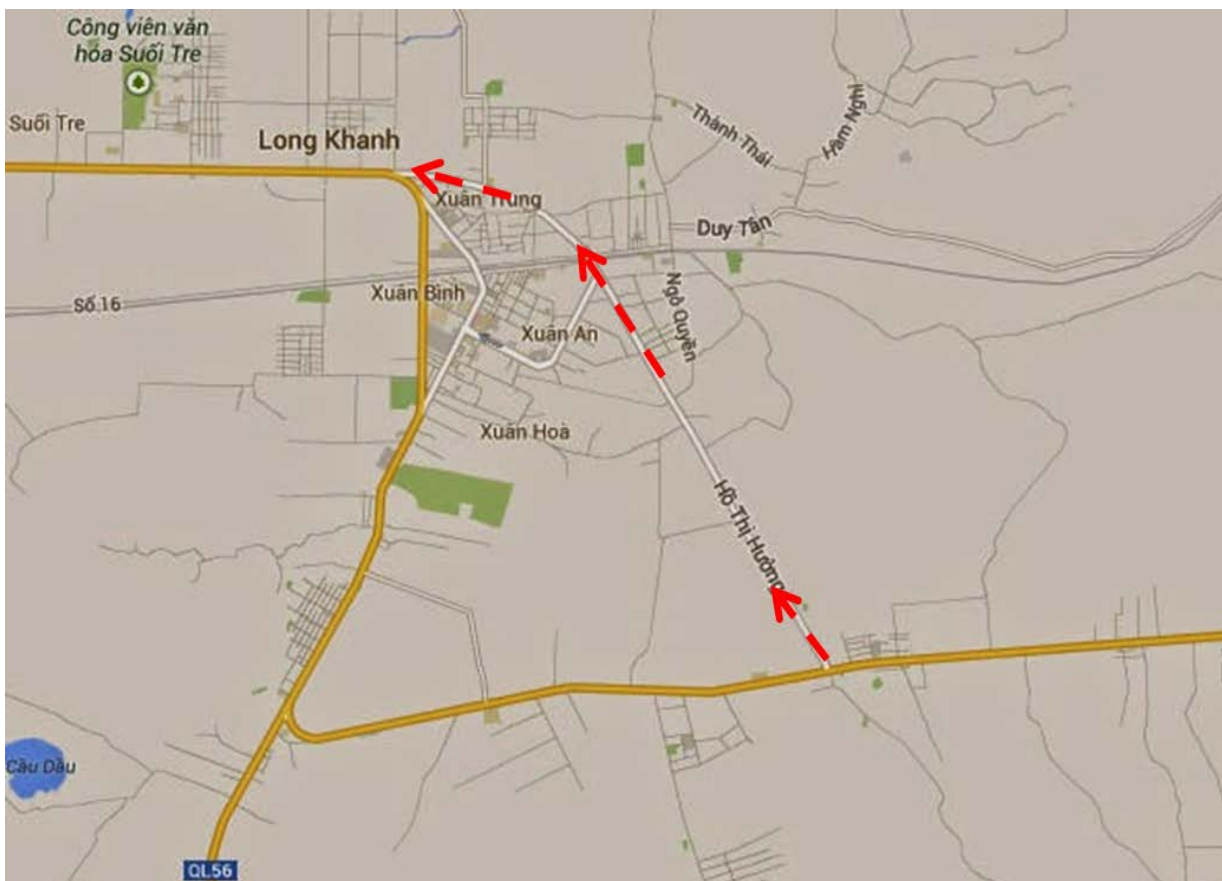 Công viên văn
hóa Suối Tre
Suối Tre
Long Khanh
Thánh Thái
Hàm Nghi
Xuân Trung
Duy Tân
Số 16
Xuân Bình
Ngô Quyền
Xuân An
Xuân Hoà
Hồ Thị Hưởng
Cầu Dầu
QL56